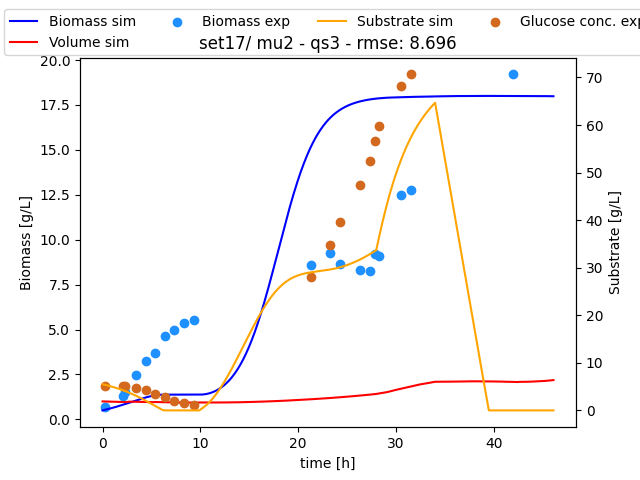 Biomass sim Biomass exp Substrate sim Glucose conc. exp
Volume sim
set17/ mu2 - qs3 - rmse: 8.696
20.0
17.5
15.0
12.5
10.0
7.5
5.0
2.5
0.0
Biomass [g/L]
70
60
50
40
30
20
10
0
Substrate [g/L]
0 10 20 30 40
time [h]